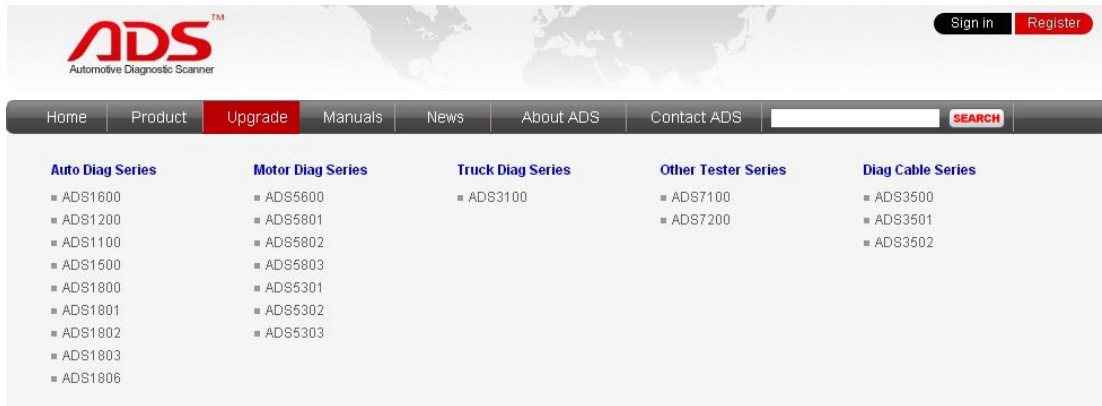 ADS TM
Automotive Diagnostic Scanner
Sign in Register
Home Product Upgrade Manuals News About ADS Contact ADS SEARCH
Auto Diag Series
ADS1600
ADS1200
ADS1100
ADS1500
ADS1800
ADS1801
ADS1802
ADS1803
ADS1806
Motor Diag Series
ADS5600
ADS5801
ADS5802
ADS5803
ADS5301
ADS5302
ADS5303
Truck Diag Series
ADS3100
Other Tester Series
ADS7100
ADS7200
Diag Cable Series
ADS3500
ADS3501
ADS3502